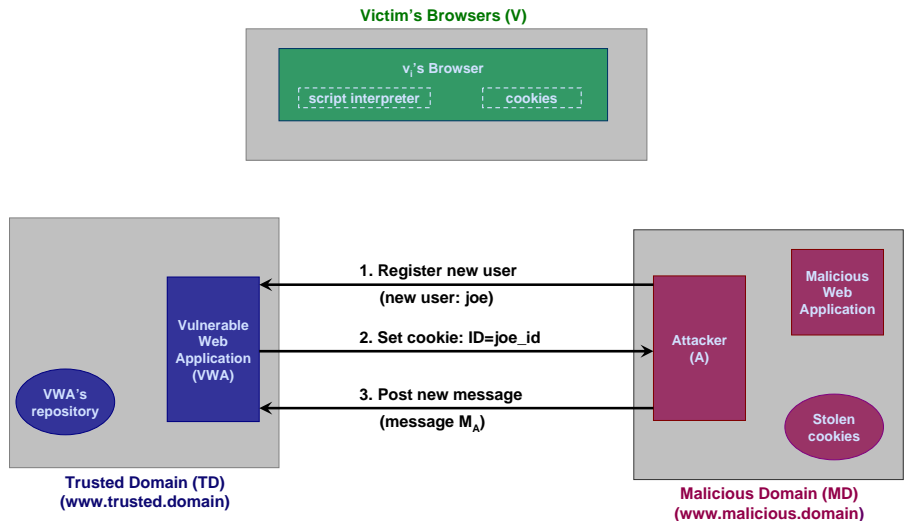 Victim's Browsers (V)
v_i's Browser
script interpreter
cookies
1. Register new user
(new user: joe)
2. Set cookie: ID=joe_id
3. Post new message
(message M_A)
Vulnerable
Web
Application
(VWA)
VWA's
repository
Attacker
(A)
Malicious
Web
Application
Stolen
cookies
Trusted Domain (TD)
(www.trusted.domain)
Malicious Domain (MD)
(www.malicious.domain)